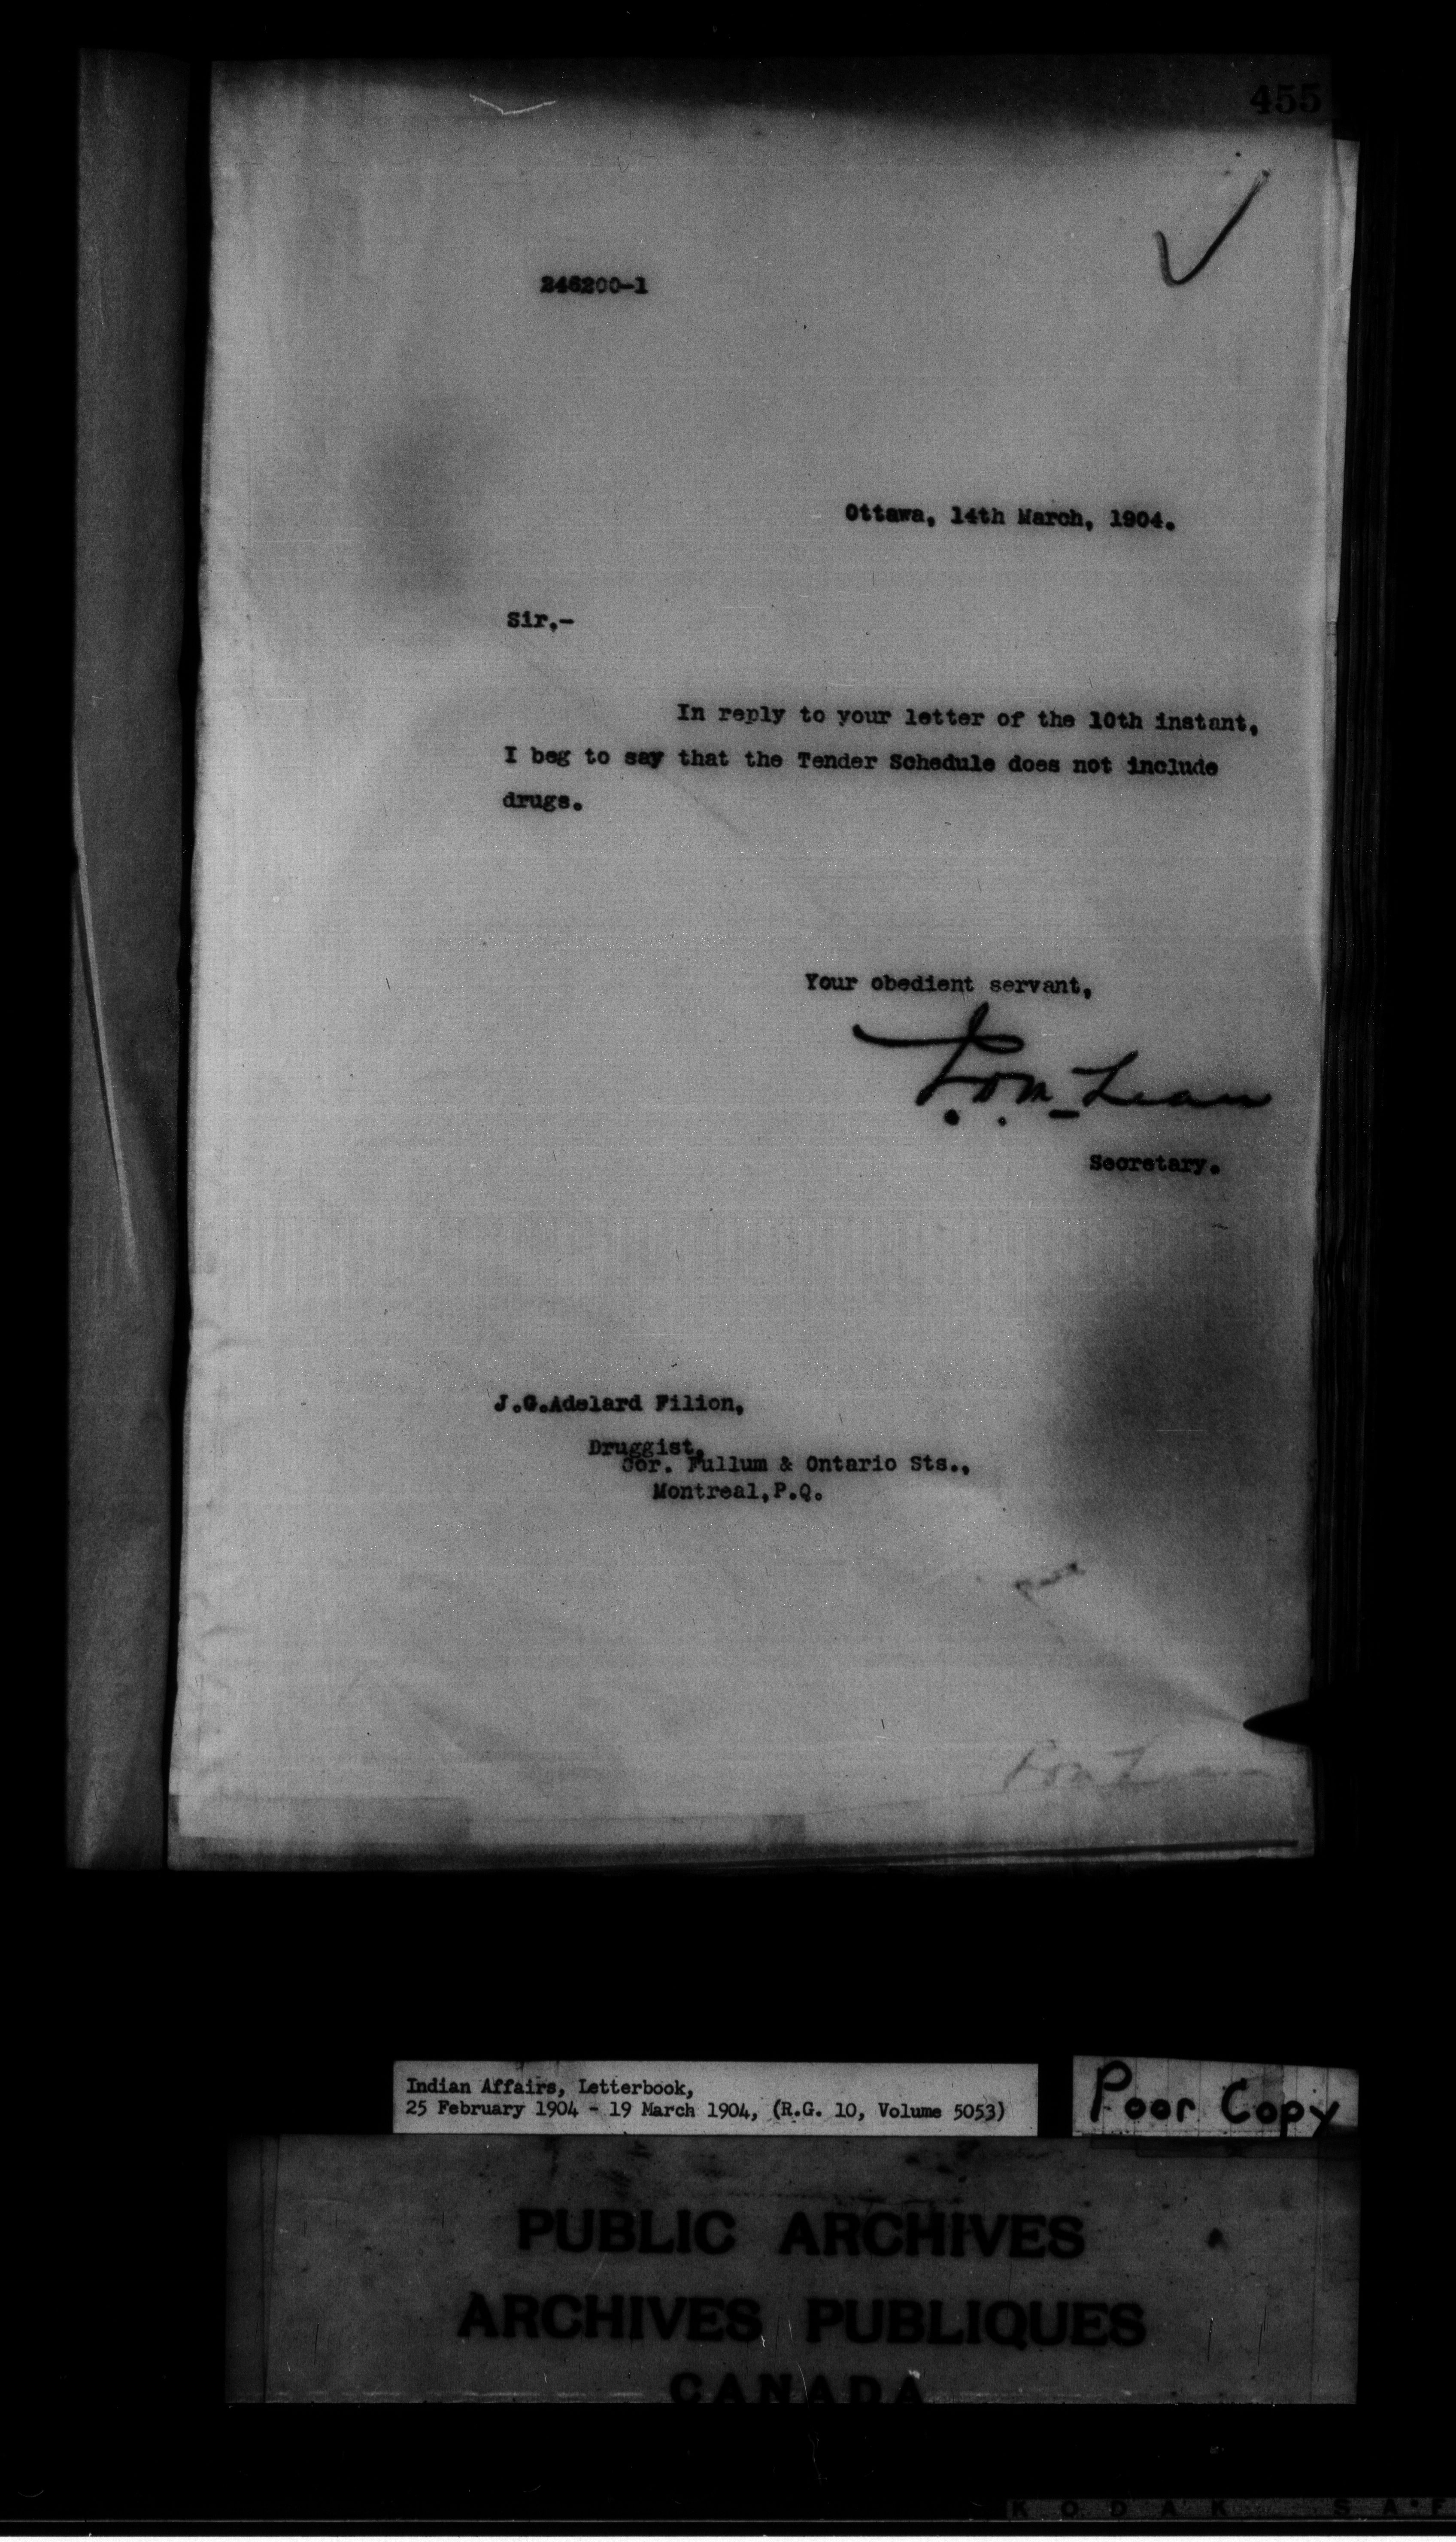 455
246200-1
Ottawa, 14th March, 1904.
Sir.-
In reply to your letter of the 10th instant,
I beg to say that the Tender Schedule does not include
drugs.
Your obedient servant,
J.D. McLean
Secretary.
J.G.Adelard Filion,
Druggist,
Cor. Fullum & Ontario Sts.,
Montreal,P.Q.
Indian Affairs, Letterbook,
25 February 1904 - 19 March 1904, (R.G. 10, Volume 5053)
Poor Copy
PUBLIC ARCHIVES
ARCHIVES PUBLIQUES
CANADA
KODAK SAF